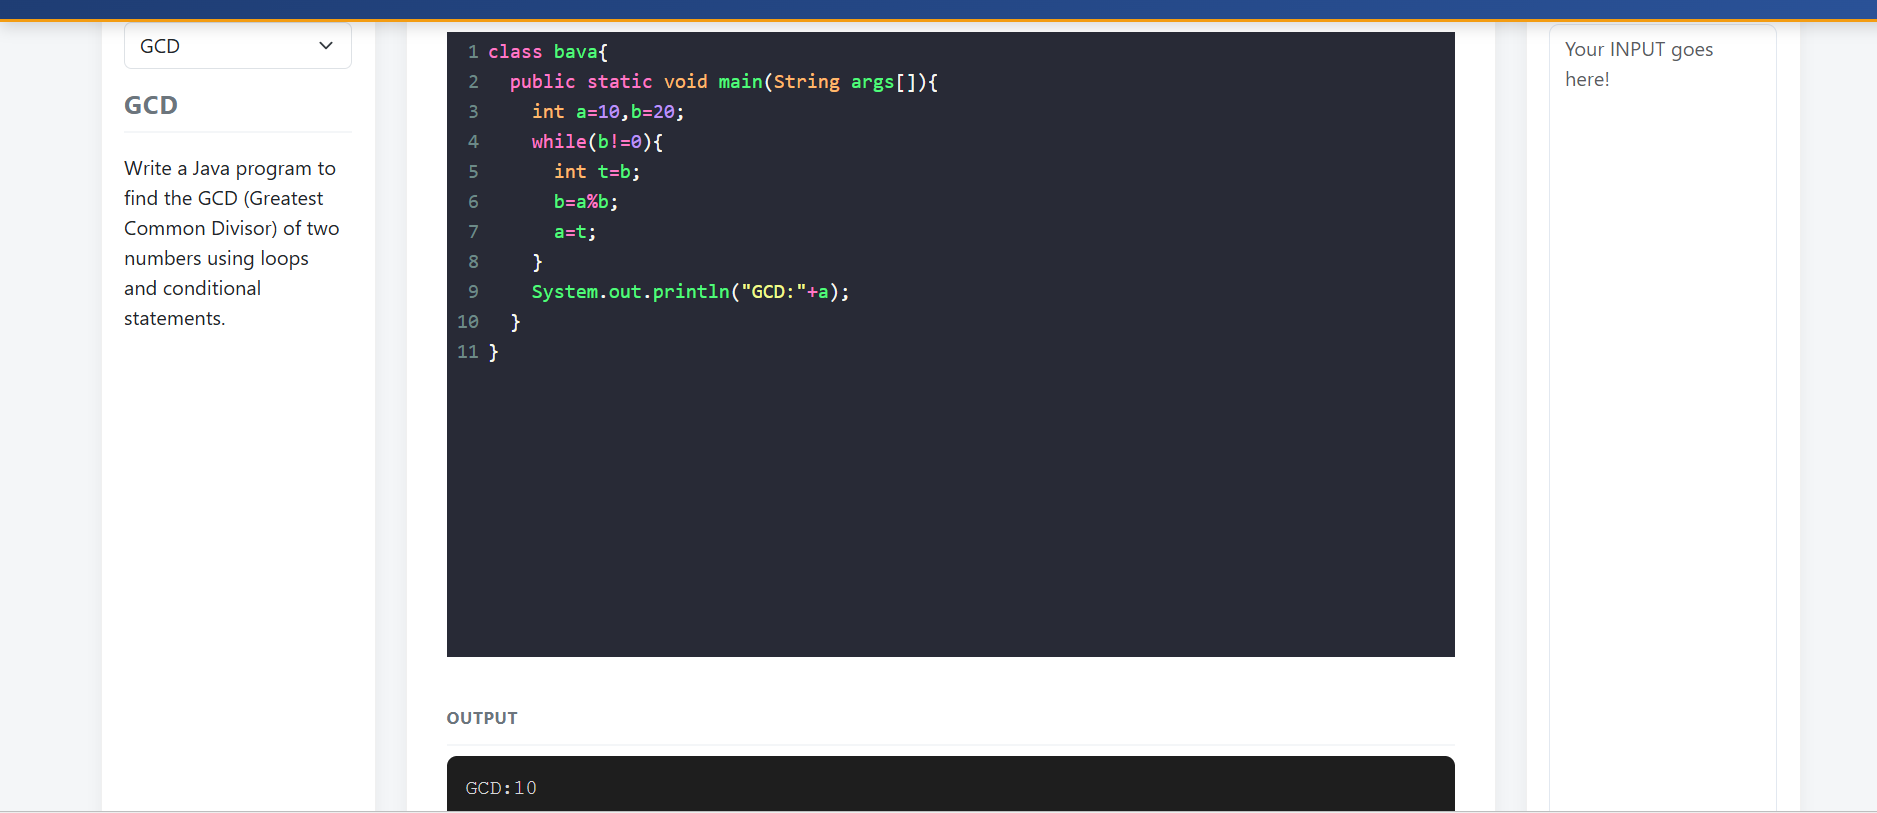 GCD
GCD
Write a Java program to
find the GCD (Greatest
Common Divisor) of two
numbers using loops
and conditional
statements.
1 class bava{
2   public static void main(String args[]){
3     int a=10,b=20;
4     while(b!=0){
5       int t=b;
6       b=a%b;
7       a=t;
8     }
9     System.out.println("GCD:"+a);
10   }
11 }
OUTPUT
GCD:10
Your INPUT goes
here!